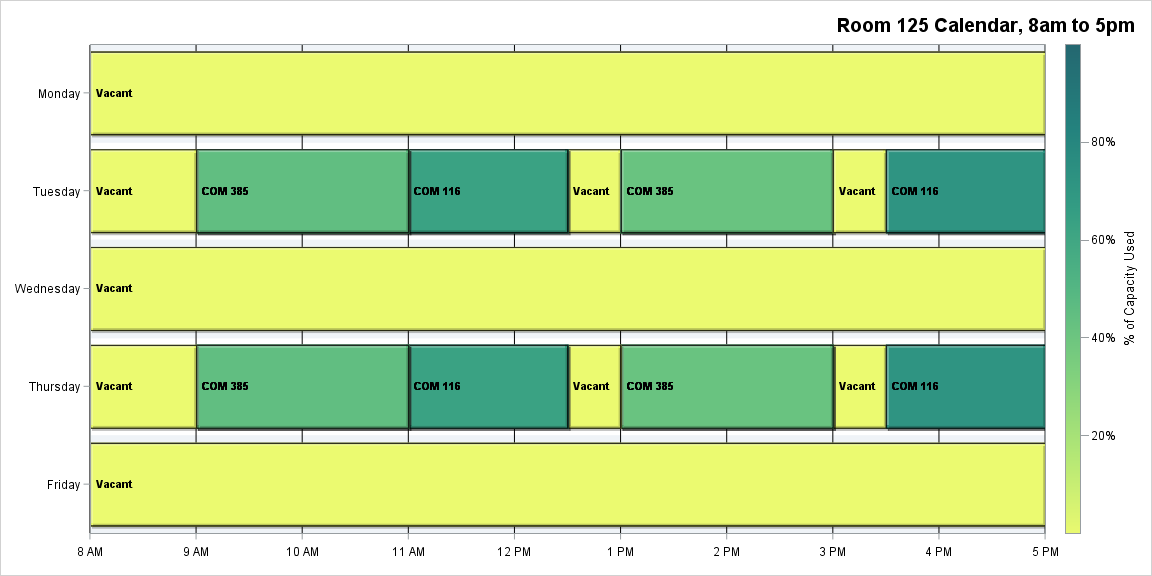 Room 125 Calendar, 8am to 5pm
Monday
Vacant
Tuesday
Vacant
COM 385
COM 116
Vacant
COM 385
Vacant
COM 116
Wednesday
Vacant
Thursday
Vacant
COM 385
COM 116
Vacant
COM 385
Vacant
COM 116
Friday
Vacant
8 AM
9 AM
10 AM
11 AM
12 PM
1 PM
2 PM
3 PM
4 PM
5 PM
80%
60%
40%
20%
% of Capacity Used